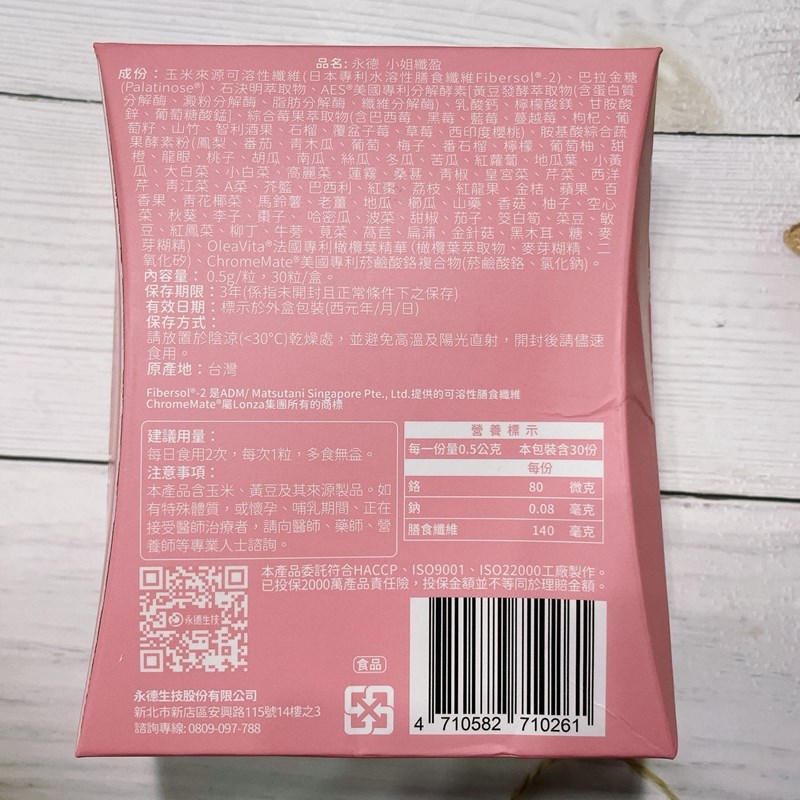 品名: 永德 小姐纖盈
成份：玉米來源可溶性纖維(日本專利水溶性膳食纖維Fibersol®-2)、巴拉金糖
(Palatinose®)、石決明萃取物、AES®美國專利分解酵素[黃豆發酵萃取物(含蛋白質
分解酶、澱粉分解酶、脂肪分解酶、纖維分解酶)、乳酸鈣、檸檬酸鎂、甘胺酸
鋅、葡萄糖酸錳]、綜合莓果萃取物(含巴西莓、黑莓、藍莓、蔓越莓、枸杞、葡
萄籽、山竹、智利酒果、石榴、覆盆子莓、草莓、西印度櫻桃)、胺基酸綜合蔬
果酵素粉(鳳梨、番茄、青木瓜、葡萄、梅子、番石榴、檸檬、葡萄柚、甜
橙、龍眼、桃子、胡瓜、南瓜、絲瓜、冬瓜、苦瓜、紅蘿蔔、地瓜葉、小黃
瓜、大白菜、小白菜、高麗菜、蓮霧、桑葚、青椒、皇宮菜、芹菜、西洋
芹、青江菜、A菜、芥藍、巴西利、紅棗、荔枝、紅龍果、金桔、蘋果、百
香果、青花椰菜、馬鈴薯、老薑、地瓜、櫛瓜、山藥、香菇、柚子、空心
菜、秋葵、李子、棗子、哈密瓜、波菜、甜椒、茄子、筊白筍、菜豆、敏
豆、紅鳳菜、柳丁、牛蒡、莧菜、萵苣、扁蒲、金針菇、黑木耳、糖、麥
芽糊精)、OleaVita®法國專利橄欖葉精華(橄欖葉萃取物、麥芽糊精、二
氧化矽)、ChromeMate®美國專利菸鹼酸鉻複合物(菸鹼酸鉻、氯化鈉)。
內容量：0.5g/粒，30粒/盒。
保存期限：3年(係指未開封且正常條件下之保存)
有效日期：標示於外盒包裝(西元年/月/日)
保存方式：
請放置於陰涼(<30°C)乾燥處，並避免高溫及陽光直射，開封後請儘速
食用。
原產地：台灣
Fibersol®-2 是ADM/ Matsutani Singapore Pte., Ltd.提供的可溶性膳食纖維
ChromeMate®屬Lonza集團所有的商標
建議用量：
每日食用2次，每次1粒，多食無益。
注意事項：
本產品含玉米、黃豆及其來源製品。如
有特殊體質，或懷孕、哺乳期間、正在
接受醫師治療者，請向醫師、藥師、營
養師等專業人士諮詢。
營養標示
每一份量0.5公克 本包裝含30份
每份
鉻 80 微克
鈉 0.08 毫克
膳食纖維 140 毫克
本產品委託符合HACCP、ISO9001、ISO22000工廠製作。
已投保2000萬產品責任險，投保金額並不等同於理賠金額。
永德生技
食品
永德生技股份有限公司
新北市新店區安興路115號14樓之3
諮詢專線: 0809-097-788
4 710582 710261